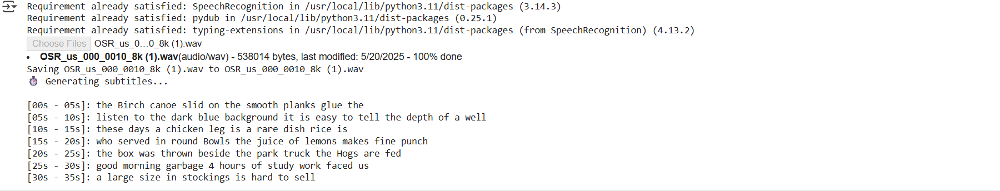 Requirement already satisfied: SpeechRecognition in /usr/local/lib/python3.11/dist-packages (3.14.3)
Requirement already satisfied: pydub in /usr/local/lib/python3.11/dist-packages (0.25.1)
Requirement already satisfied: typing-extensions in /usr/local/lib/python3.11/dist-packages (from SpeechRecognition) (4.13.2)
Choose Files OSR_us_0...0_8k (1).wav
• OSR_us_000_0010_8k (1).wav(audio/wav) - 538014 bytes, last modified: 5/20/2025 - 100% done
Saving OSR_us_000_0010_8k (1).wav to OSR_us_000_0010_8k (1).wav
Generating subtitles...
[00s - 05s]: the Birch canoe slid on the smooth planks glue the
[05s - 10s]: listen to the dark blue background it is easy to tell the depth of a well
[10s - 15s]: these days a chicken leg is a rare dish rice is
[15s - 20s]: who served in round Bowls the juice of lemons makes fine punch
[20s - 25s]: the box was thrown beside the park truck the Hogs are fed
[25s - 30s]: good morning garbage 4 hours of study work faced us
[30s - 35s]: a large size in stockings is hard to sell